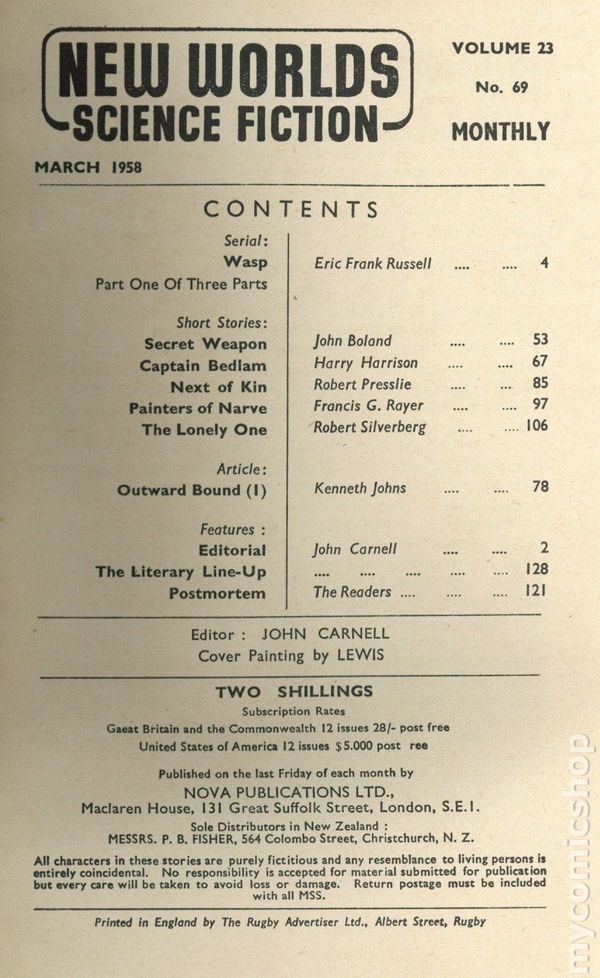 NEW WORLDS
SCIENCE FICTION
VOLUME 23
No. 69
MONTHLY
MARCH 1958
CONTENTS
Serial:
Wasp Eric Frank Russell .... .... 4
Part One Of Three Parts
Short Stories:
Secret Weapon John Boland .... .... 53
Captain Bedlam Harry Harrison .... .... 67
Next of Kin Robert Presslie .... .... 85
Painters of Narve Francis G. Rayer .... .... 97
The Lonely One Robert Silverberg .... .... 106
Article:
Outward Bound (1) Kenneth Johns .... .... 78
Features :
Editorial John Carnell .... .... 2
The Literary Line-Up .... .... .... .... .... 128
Postmortem The Readers .... .... .... 121
Editor : JOHN CARNELL
Cover Painting by LEWIS
TWO SHILLINGS
Subscription Rates
Gaeat Britain and the Commonwealth 12 issues 28/- post free
United States of America 12 issues $5.000 post ree
Published on the last Friday of each month by
NOVA PUBLICATIONS LTD.,
Maclaren House, 131 Great Suffolk Street, London, S.E.1.
Sole Distributors in New Zealand :
MESSRS. P. B. FISHER, 564 Colombo Street, Christchurch, N. Z.
All characters in these stories are purely fictitious and any resemblance to living persons is
entirely coincidental. No responsibility is accepted for material submitted for publication
but every care will be taken to avoid loss or damage. Return postage must be included
with all MSS.
Printed in England by The Rugby Advertiser Ltd., Albert Street, Rugby
mycomicshop